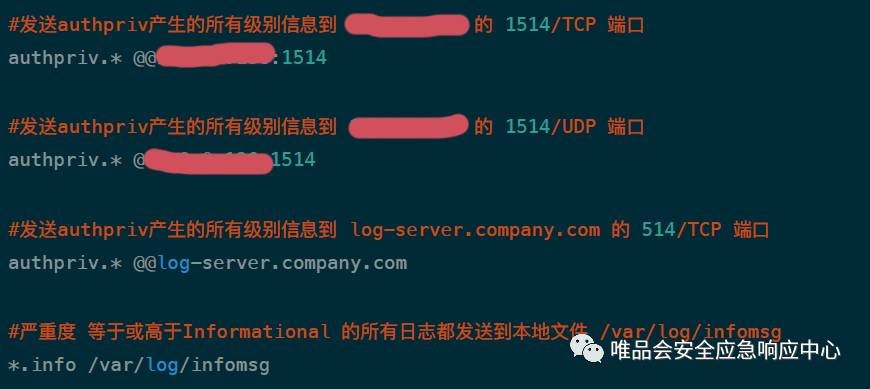 #发送authpriv产生的所有级别信息到 的 1514/TCP 端口
authpriv.* @@ :1514
#发送authpriv产生的所有级别信息到 的 1514/UDP 端口
authpriv.* @ 1514
#发送authpriv产生的所有级别信息到 log-server.company.com 的 514/TCP 端口
authpriv.* @@log-server.company.com
#严重度 等于或高于Informational 的所有日志都发送到本地文件 /var/log/infomsg
*.info /var/log/infomsg
唯品会安全应急响应中心